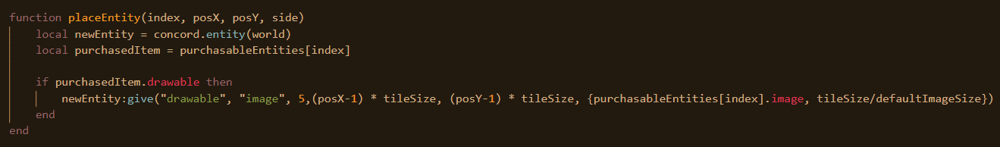 function placeEntity(index, posX, posY, side)
    local newEntity = concord.entity(world)
    local purchasedItem = purchasableEntities[index]

    if purchasedItem.drawable then
        newEntity:give("drawable", "image", 5,(posX-1) * tileSize, (posY-1) * tileSize, {purchasableEntities[index].image, tileSize/defaultImageSize})
    end
end